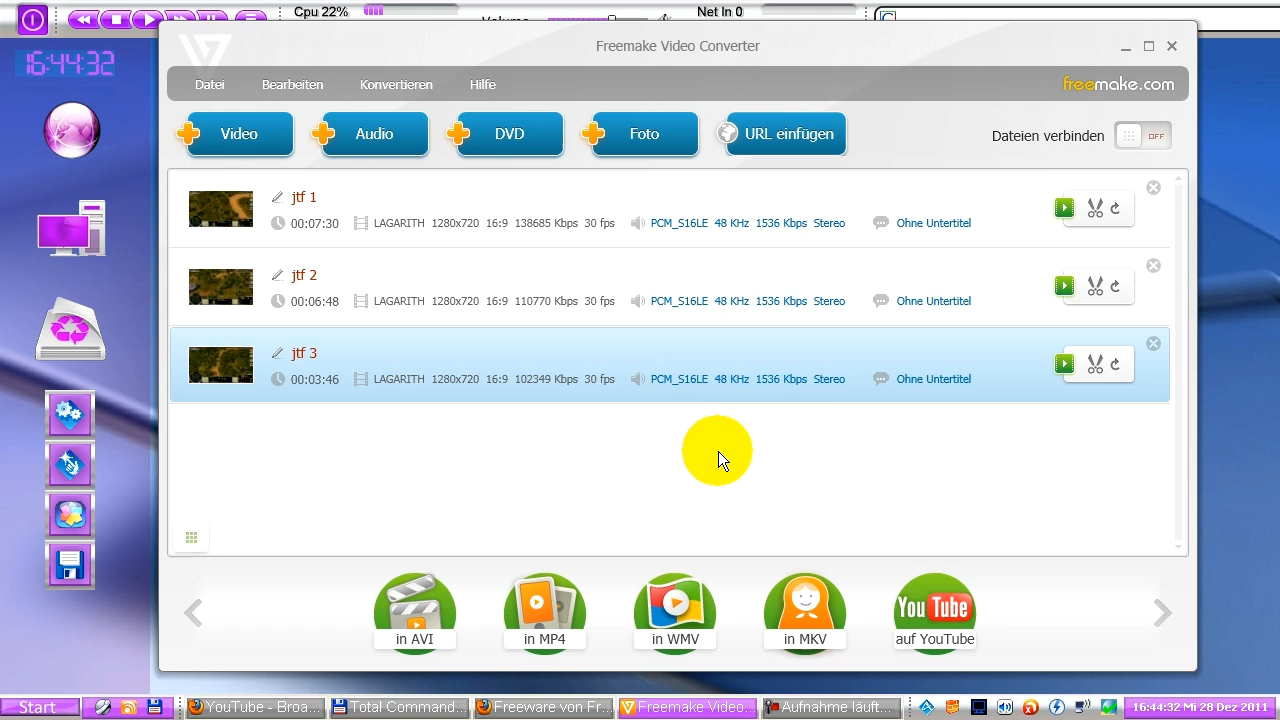 Cpu 22%
Volume
Net In 0
16:44:32
Freemake Video Converter
Datei Bearbeiten Konvertieren Hilfe
freemake.com
Video Audio DVD Foto URL einfügen
Dateien verbinden OFF
jtf 1
00:07:30 LAGARITH 1280x720 16:9 138685 Kbps 30 fps PCM_S16LE 48 KHz 1536 Kbps Stereo Ohne Untertitel
jtf 2
00:06:48 LAGARITH 1280x720 16:9 110770 Kbps 30 fps PCM_S16LE 48 KHz 1536 Kbps Stereo Ohne Untertitel
jtf 3
00:03:46 LAGARITH 1280x720 16:9 102349 Kbps 30 fps PCM_S16LE 48 KHz 1536 Kbps Stereo Ohne Untertitel
You Tube
in AVI in MP4 in WMV in MKV auf YouTube
Start
YouTube - Broa...
Total Command...
Freeware von Fr...
Freemake Video...
Aufnahme läuft...
16:44:32 Mi 28 Dez 2011